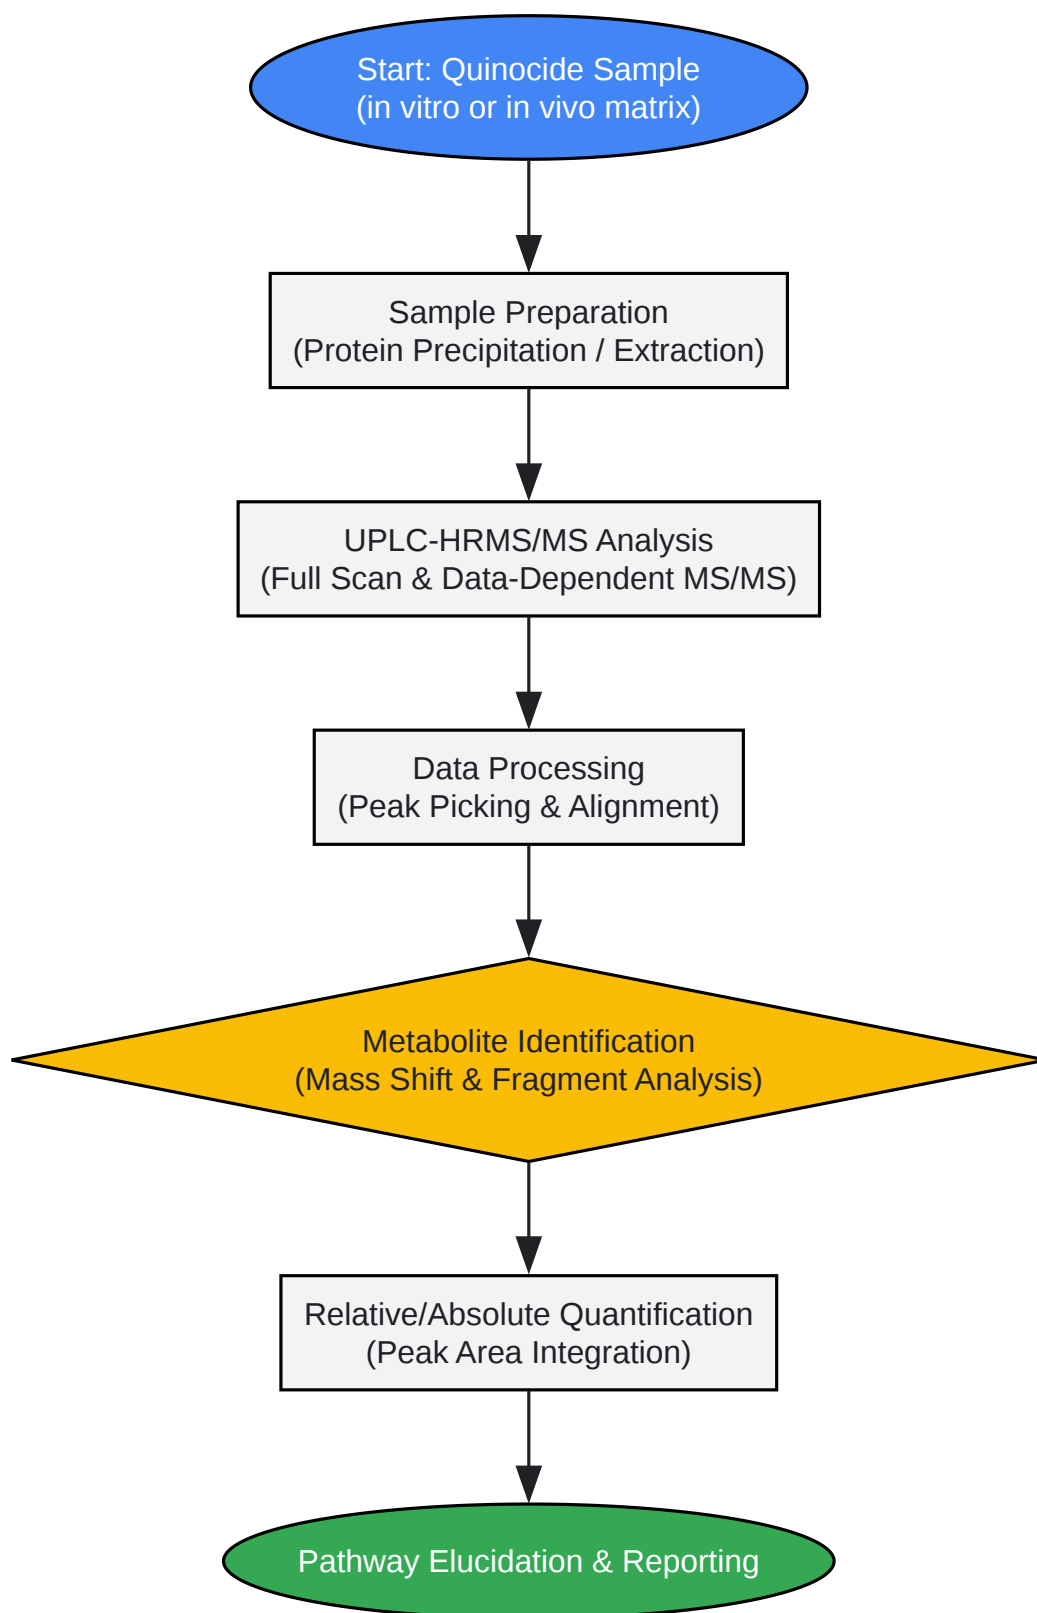 Start: Quinocide Sample
(in vitro or in vivo matrix)
Sample Preparation
(Protein Precipitation / Extraction)
UPLC-HRMS/MS Analysis
(Full Scan & Data-Dependent MS/MS)
Data Processing
(Peak Picking & Alignment)
Metabolite Identification
(Mass Shift & Fragment Analysis)
Relative/Absolute Quantification
(Peak Area Integration)
Pathway Elucidation & Reporting